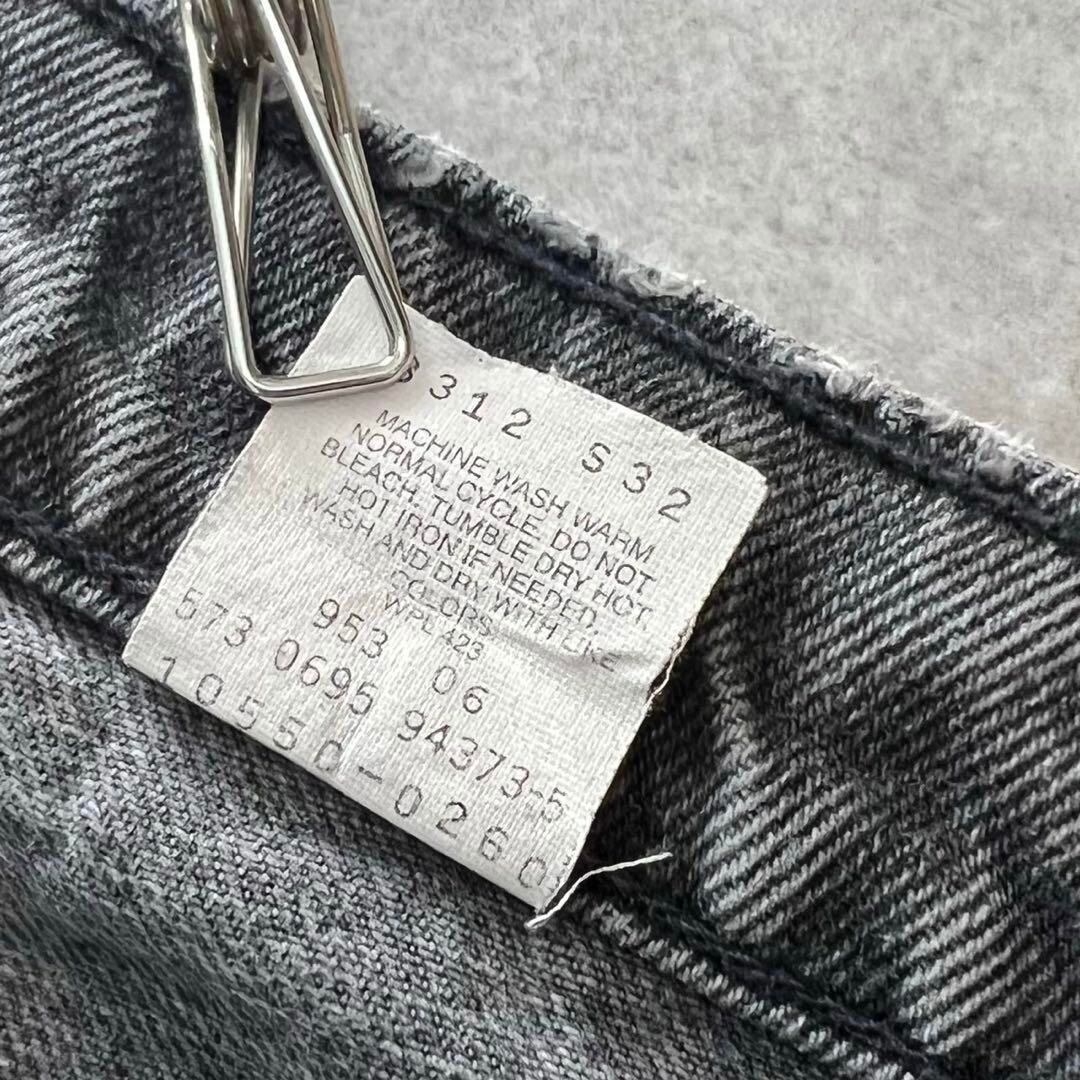 312 S32
MACHINE WASH WARM
NORMAL CYCLE. DO NOT
BLEACH. TUMBLE DRY HOT.
HOT IRON IF NEEDED.
WASH AND DRY WITH LIKE
COLORS
WPL 423
953 06
573 0695 94373-5
10550-0260